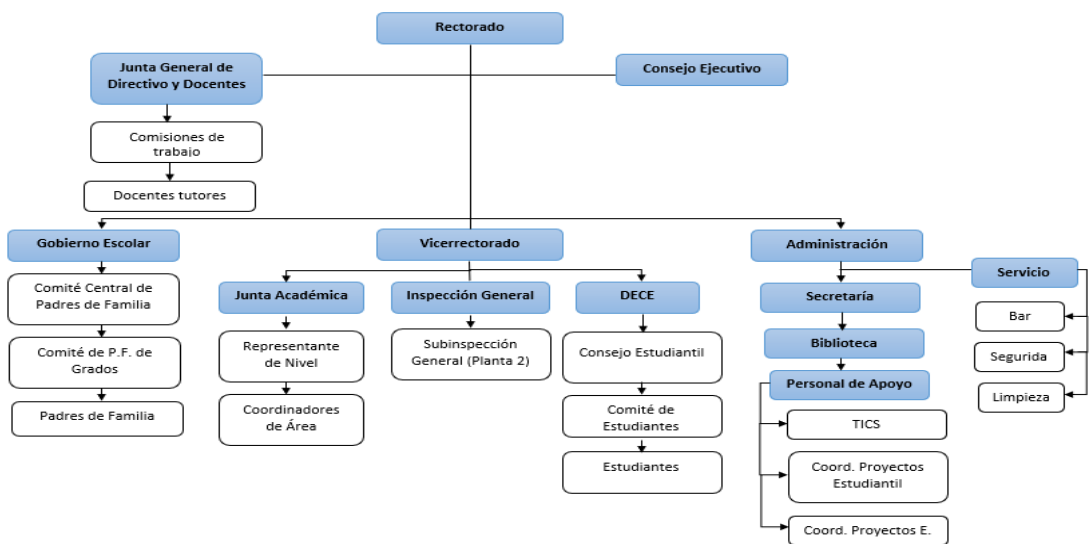 Rectorado
Junta General de
Directivo y Docentes
Consejo Ejecutivo
Comisiones de
trabajo
Docentes tutores
Gobierno Escolar
Vicerrectorado
Administración
Comité Central de
Padres de Familia
Comité de P.F. de
Grados
Padres de Familia
Junta Académica
Representante
de Nivel
Coordinadores
de Área
Inspección General
Subinspección
General (Planta 2)
DECE
Consejo Estudiantil
Comité de
Estudiantes
Estudiantes
Secretaría
Biblioteca
Personal de Apoyo
TICS
Coord. Proyectos
Estudiantil
Coord. Proyectos E.
Servicio
Bar
Segurida
Limpieza